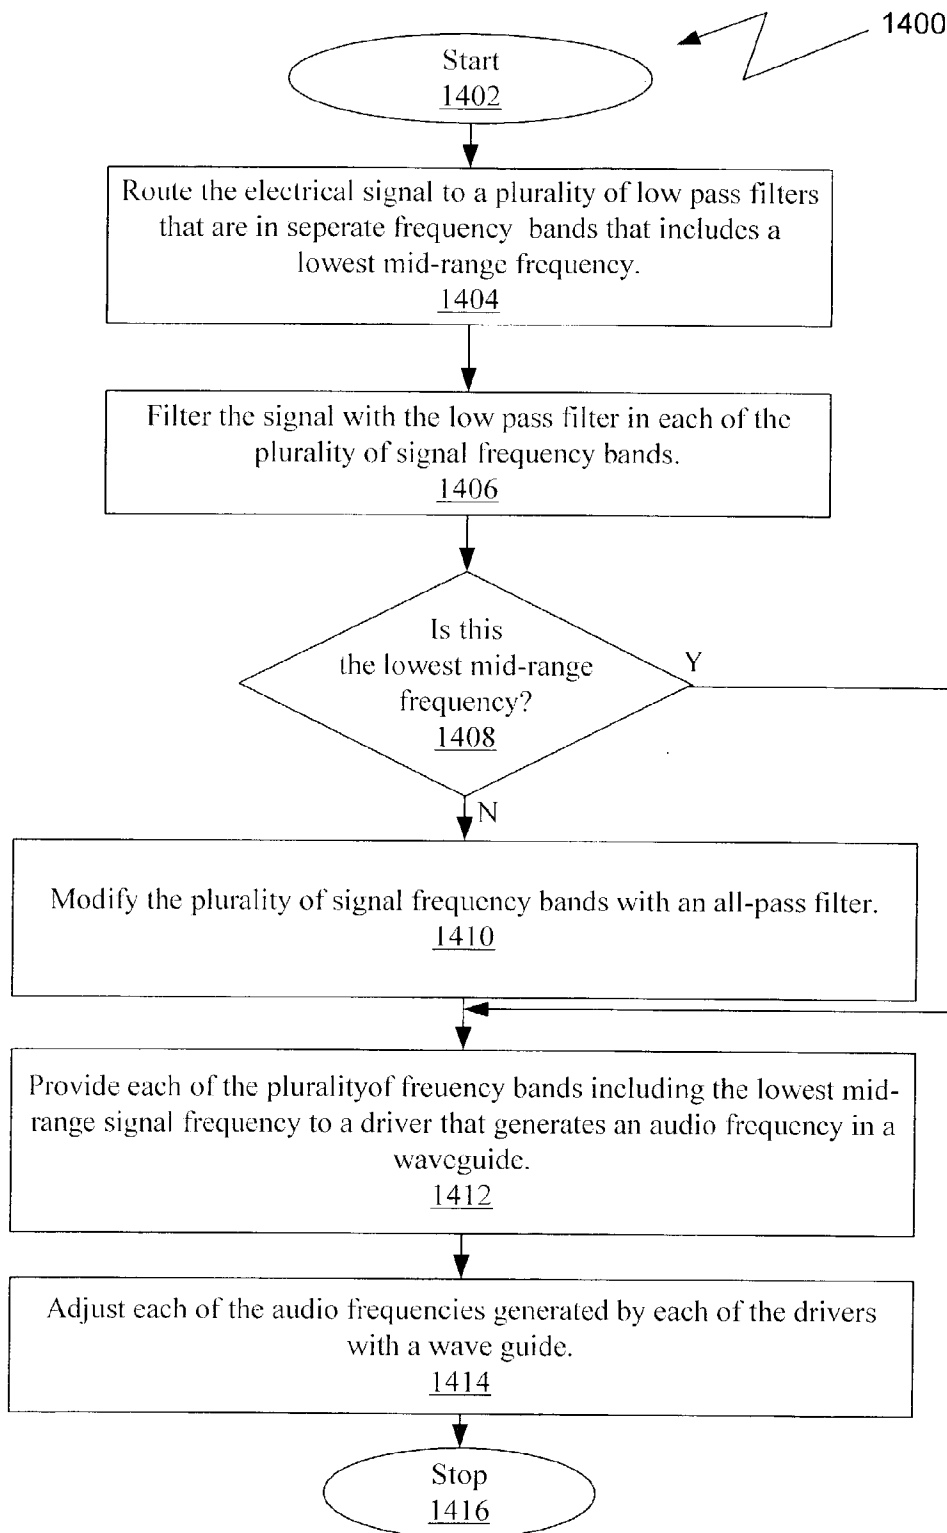 1400
Start
1402
Route the electrical signal to a plurality of low pass filters
that are in seperate frequency bands that includes a
lowest mid-range frequency.
1404
Filter the signal with the low pass filter in each of the
plurality of signal frequency bands.
1406
Is this
the lowest mid-range
frequency?
1408
Y
N
Modify the plurality of signal frequency bands with an all-pass filter.
1410
Provide each of the pluralityof freuency bands including the lowest mid-
range signal frequency to a driver that generates an audio frequency in a
waveguide.
1412
Adjust each of the audio frequencies generated by each of the drivers
with a wave guide.
1414
Stop
1416